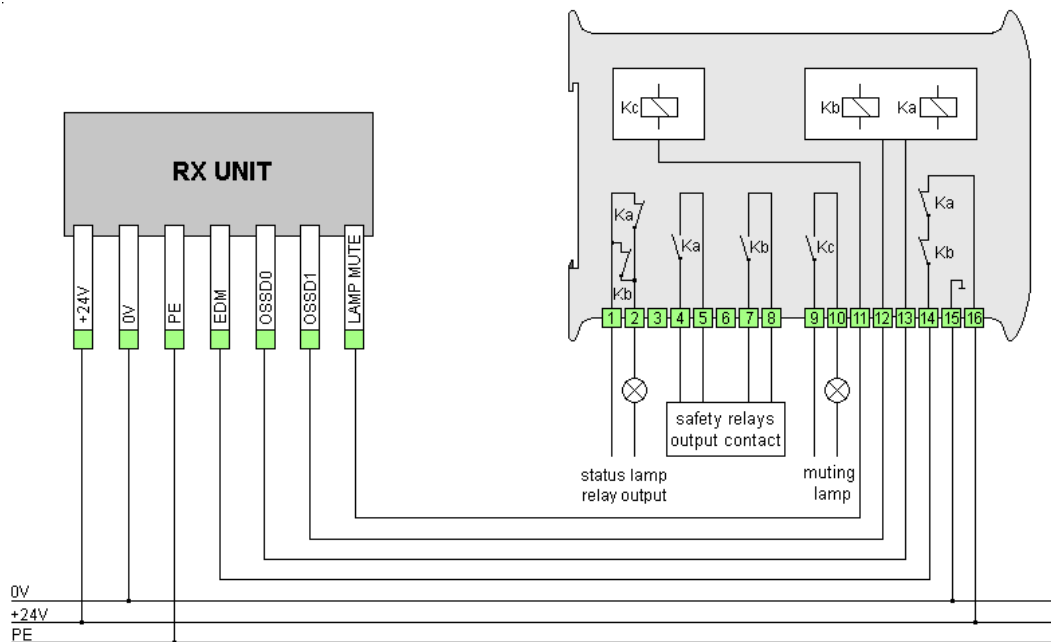 Kc
Kb
Ka
RX UNIT
+24V
0V
PE
EDM
OSSD0
OSSD1
LAMP MUTE
Ka
Kb
Ka
Kb
Kc
Ka
Kb
1 2 3 4 5 6 7 8 9 10 11 12 13 14 15 16
safety relays
output contact
status lamp
relay output
muting
lamp
0V
+24V
PE